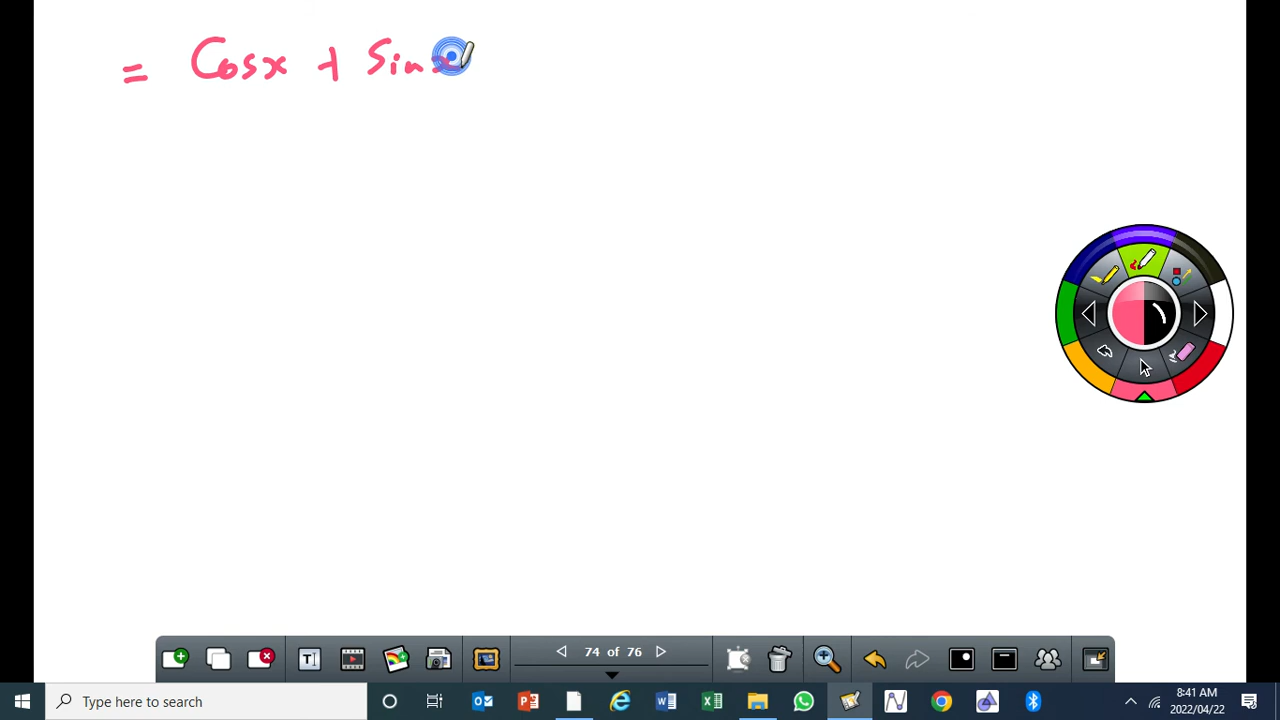 = Cosx + Sinx
74 of 76
Type here to search
8:41 AM
2022/04/22